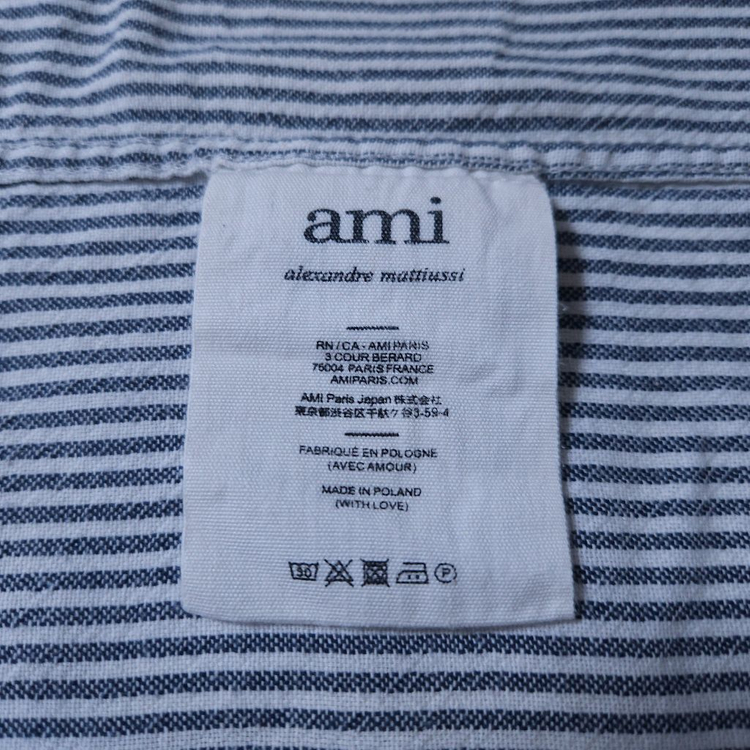 ami
alexandre mattiussi
RN / CA - AMI PARIS
3 COUR BERARD
75004 PARIS FRANCE
AMIPARIS.COM
AMI Paris Japan 株式会社
東京都渋谷区千駄ヶ谷3-59-4
FABRIQUÉ EN POLOGNE
(AVEC AMOUR)
MADE IN POLAND
(WITH LOVE)
30 P